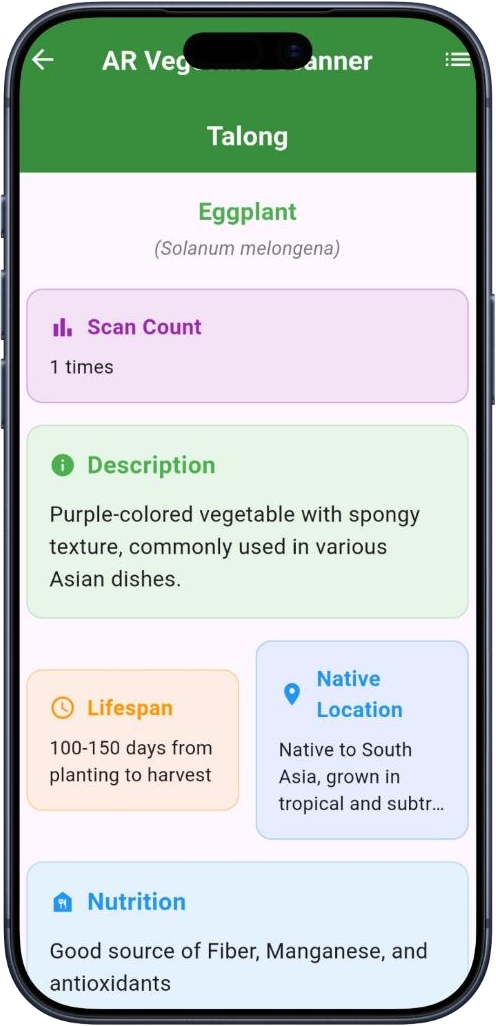 AR Veg anner
Talong
Eggplant
(Solanum melongena)
Scan Count
1 times
Description
Purple-colored vegetable with spongy
texture, commonly used in various
Asian dishes.
Lifespan
100-150 days from
planting to harvest
Native
Location
Native to South
Asia, grown in
tropical and subtr...
Nutrition
Good source of Fiber, Manganese, and
antioxidants